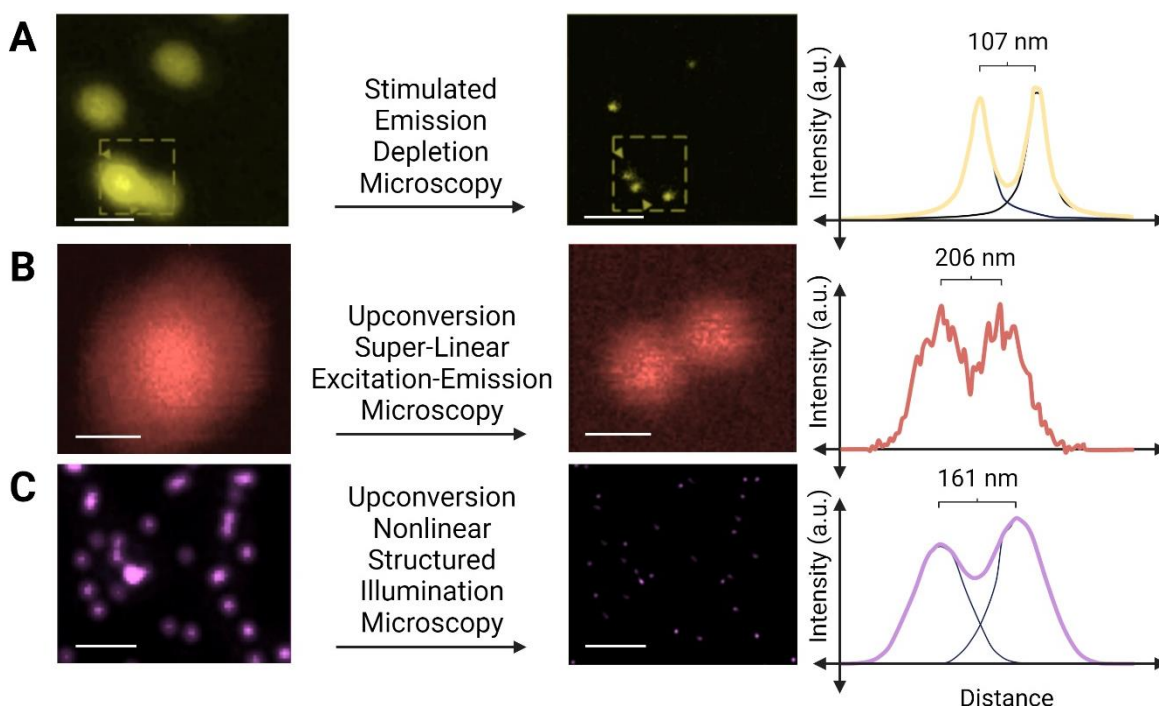 A
Stimulated
Emission
Depletion
Microscopy
107 nm
Intensity (a.u.)
B
Upconversion
Super-Linear
Excitation-Emission
Microscopy
206 nm
Intensity (a.u.)
C
Upconversion
Nonlinear
Structured
Illumination
Microscopy
161 nm
Intensity (a.u.)
Distance